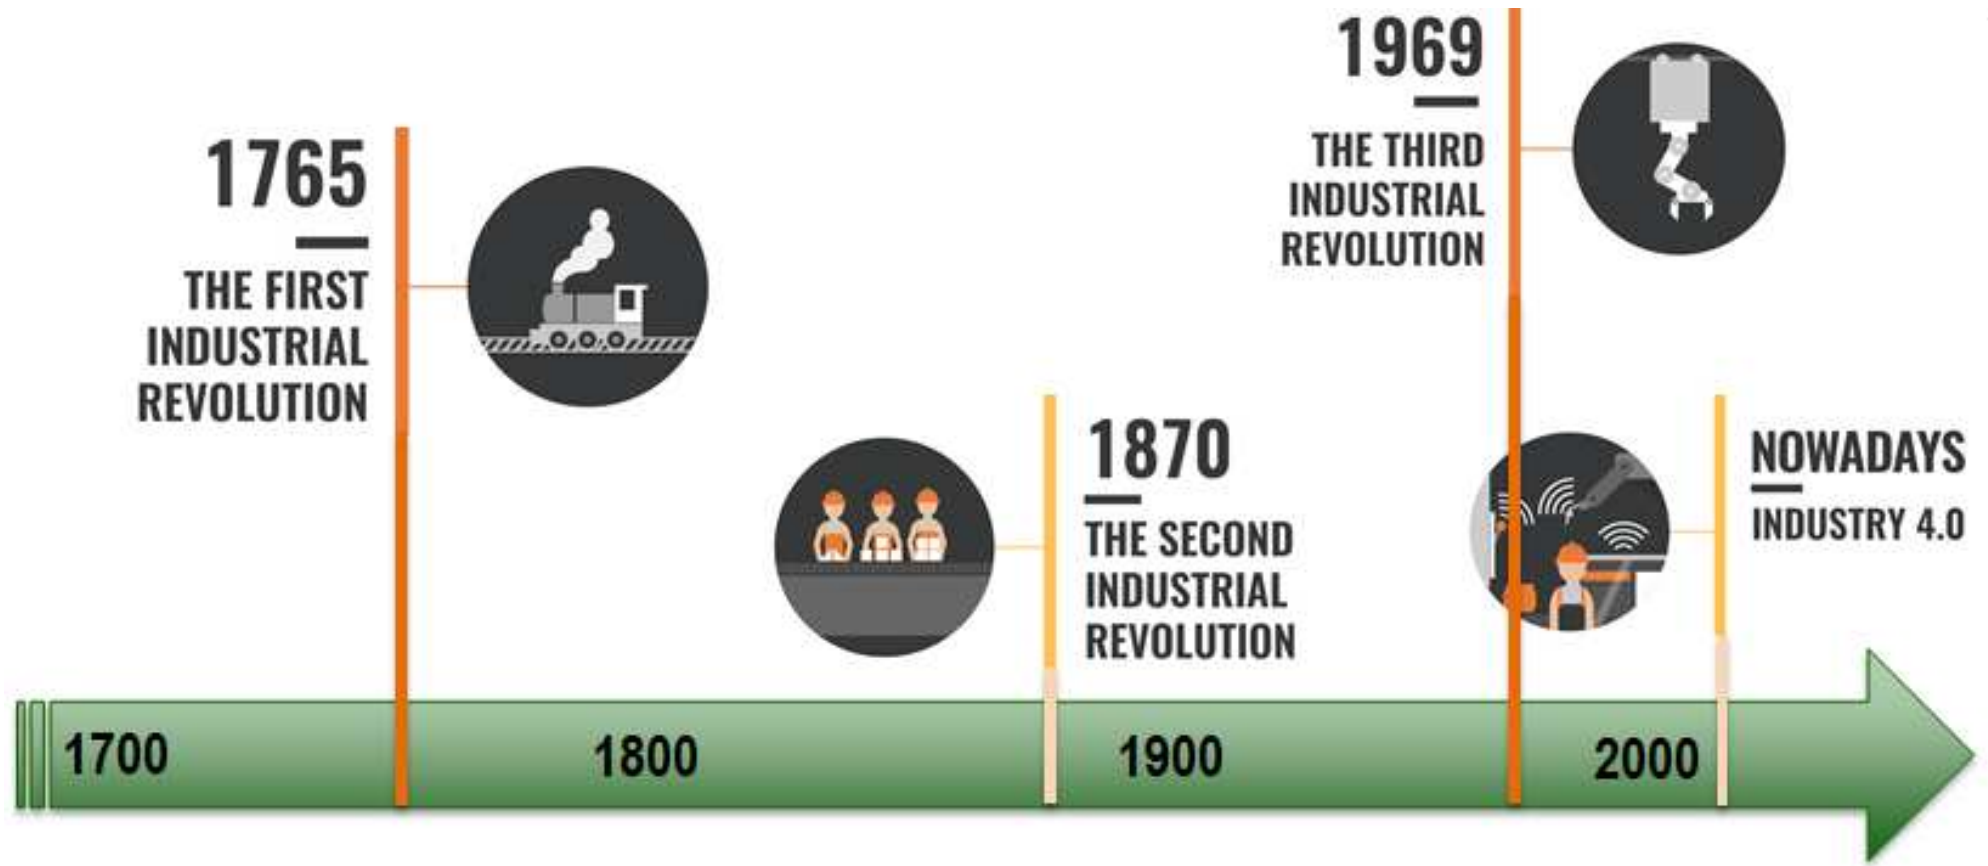 1765
THE FIRST
INDUSTRIAL
REVOLUTION
1870
THE SECOND
INDUSTRIAL
REVOLUTION
1969
THE THIRD
INDUSTRIAL
REVOLUTION
NOWADAYS
INDUSTRY 4.0
1700
1800
1900
2000